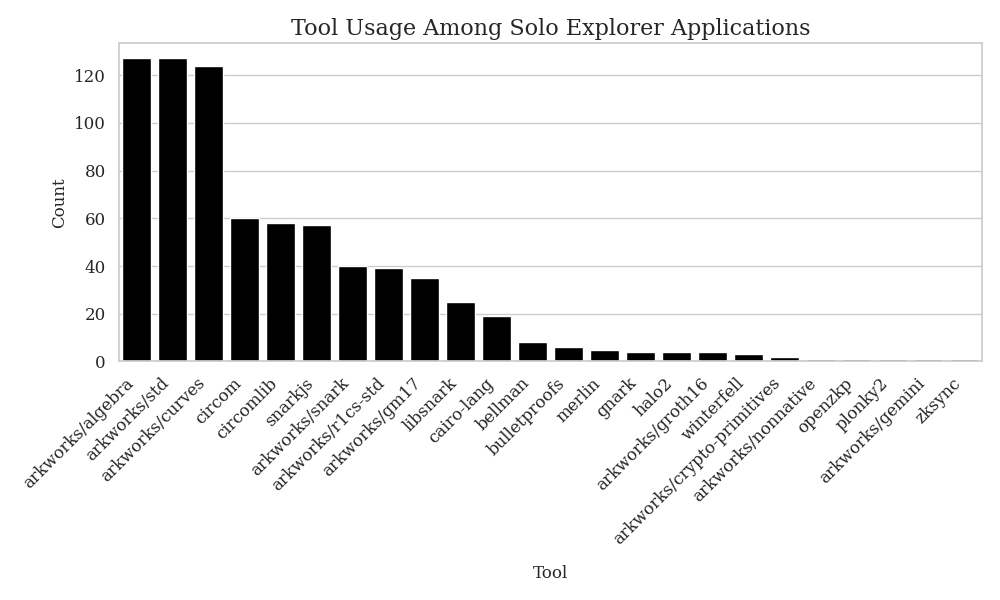 Tool Usage Among Solo Explorer Applications
Count
120
100
80
60
40
20
0
arkworks/algebra
arkworks/std
arkworks/curves
circom
circomlib
snarkjs
arkworks/snark
arkworks/r1cs-std
arkworks/gm17
libsnark
cairo-lang
bellman
bulletproofs
merlin
gnark
halo2
arkworks/groth16
winterfell
arkworks/crypto-primitives
arkworks/nonnative
openzkp
plonky2
arkworks/gemini
zksync
Tool